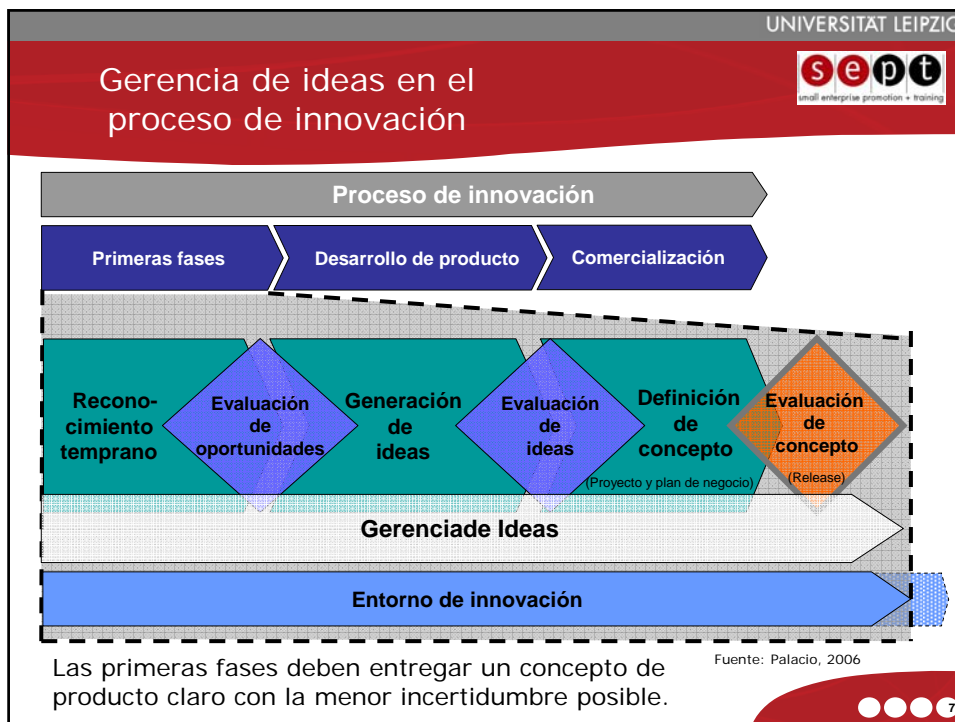 UNIVERSITÄT LEIPZIG
Gerencia de ideas en el
proceso de innovación
sept
small enterprise promotion + training
Proceso de innovación
Primeras fases
Desarrollo de producto
Comercialización
Recono-
cimiento
temprano
Evaluación
de
oportunidades
Generación
de
ideas
Evaluación
de
ideas
Definición
de
concepto
(Proyecto y plan de negocio)
Evaluación
de
concepto
(Release)
Gerenciade Ideas
Entorno de innovación
Las primeras fases deben entregar un concepto de
producto claro con la menor incertidumbre posible.
Fuente: Palacio, 2006
7